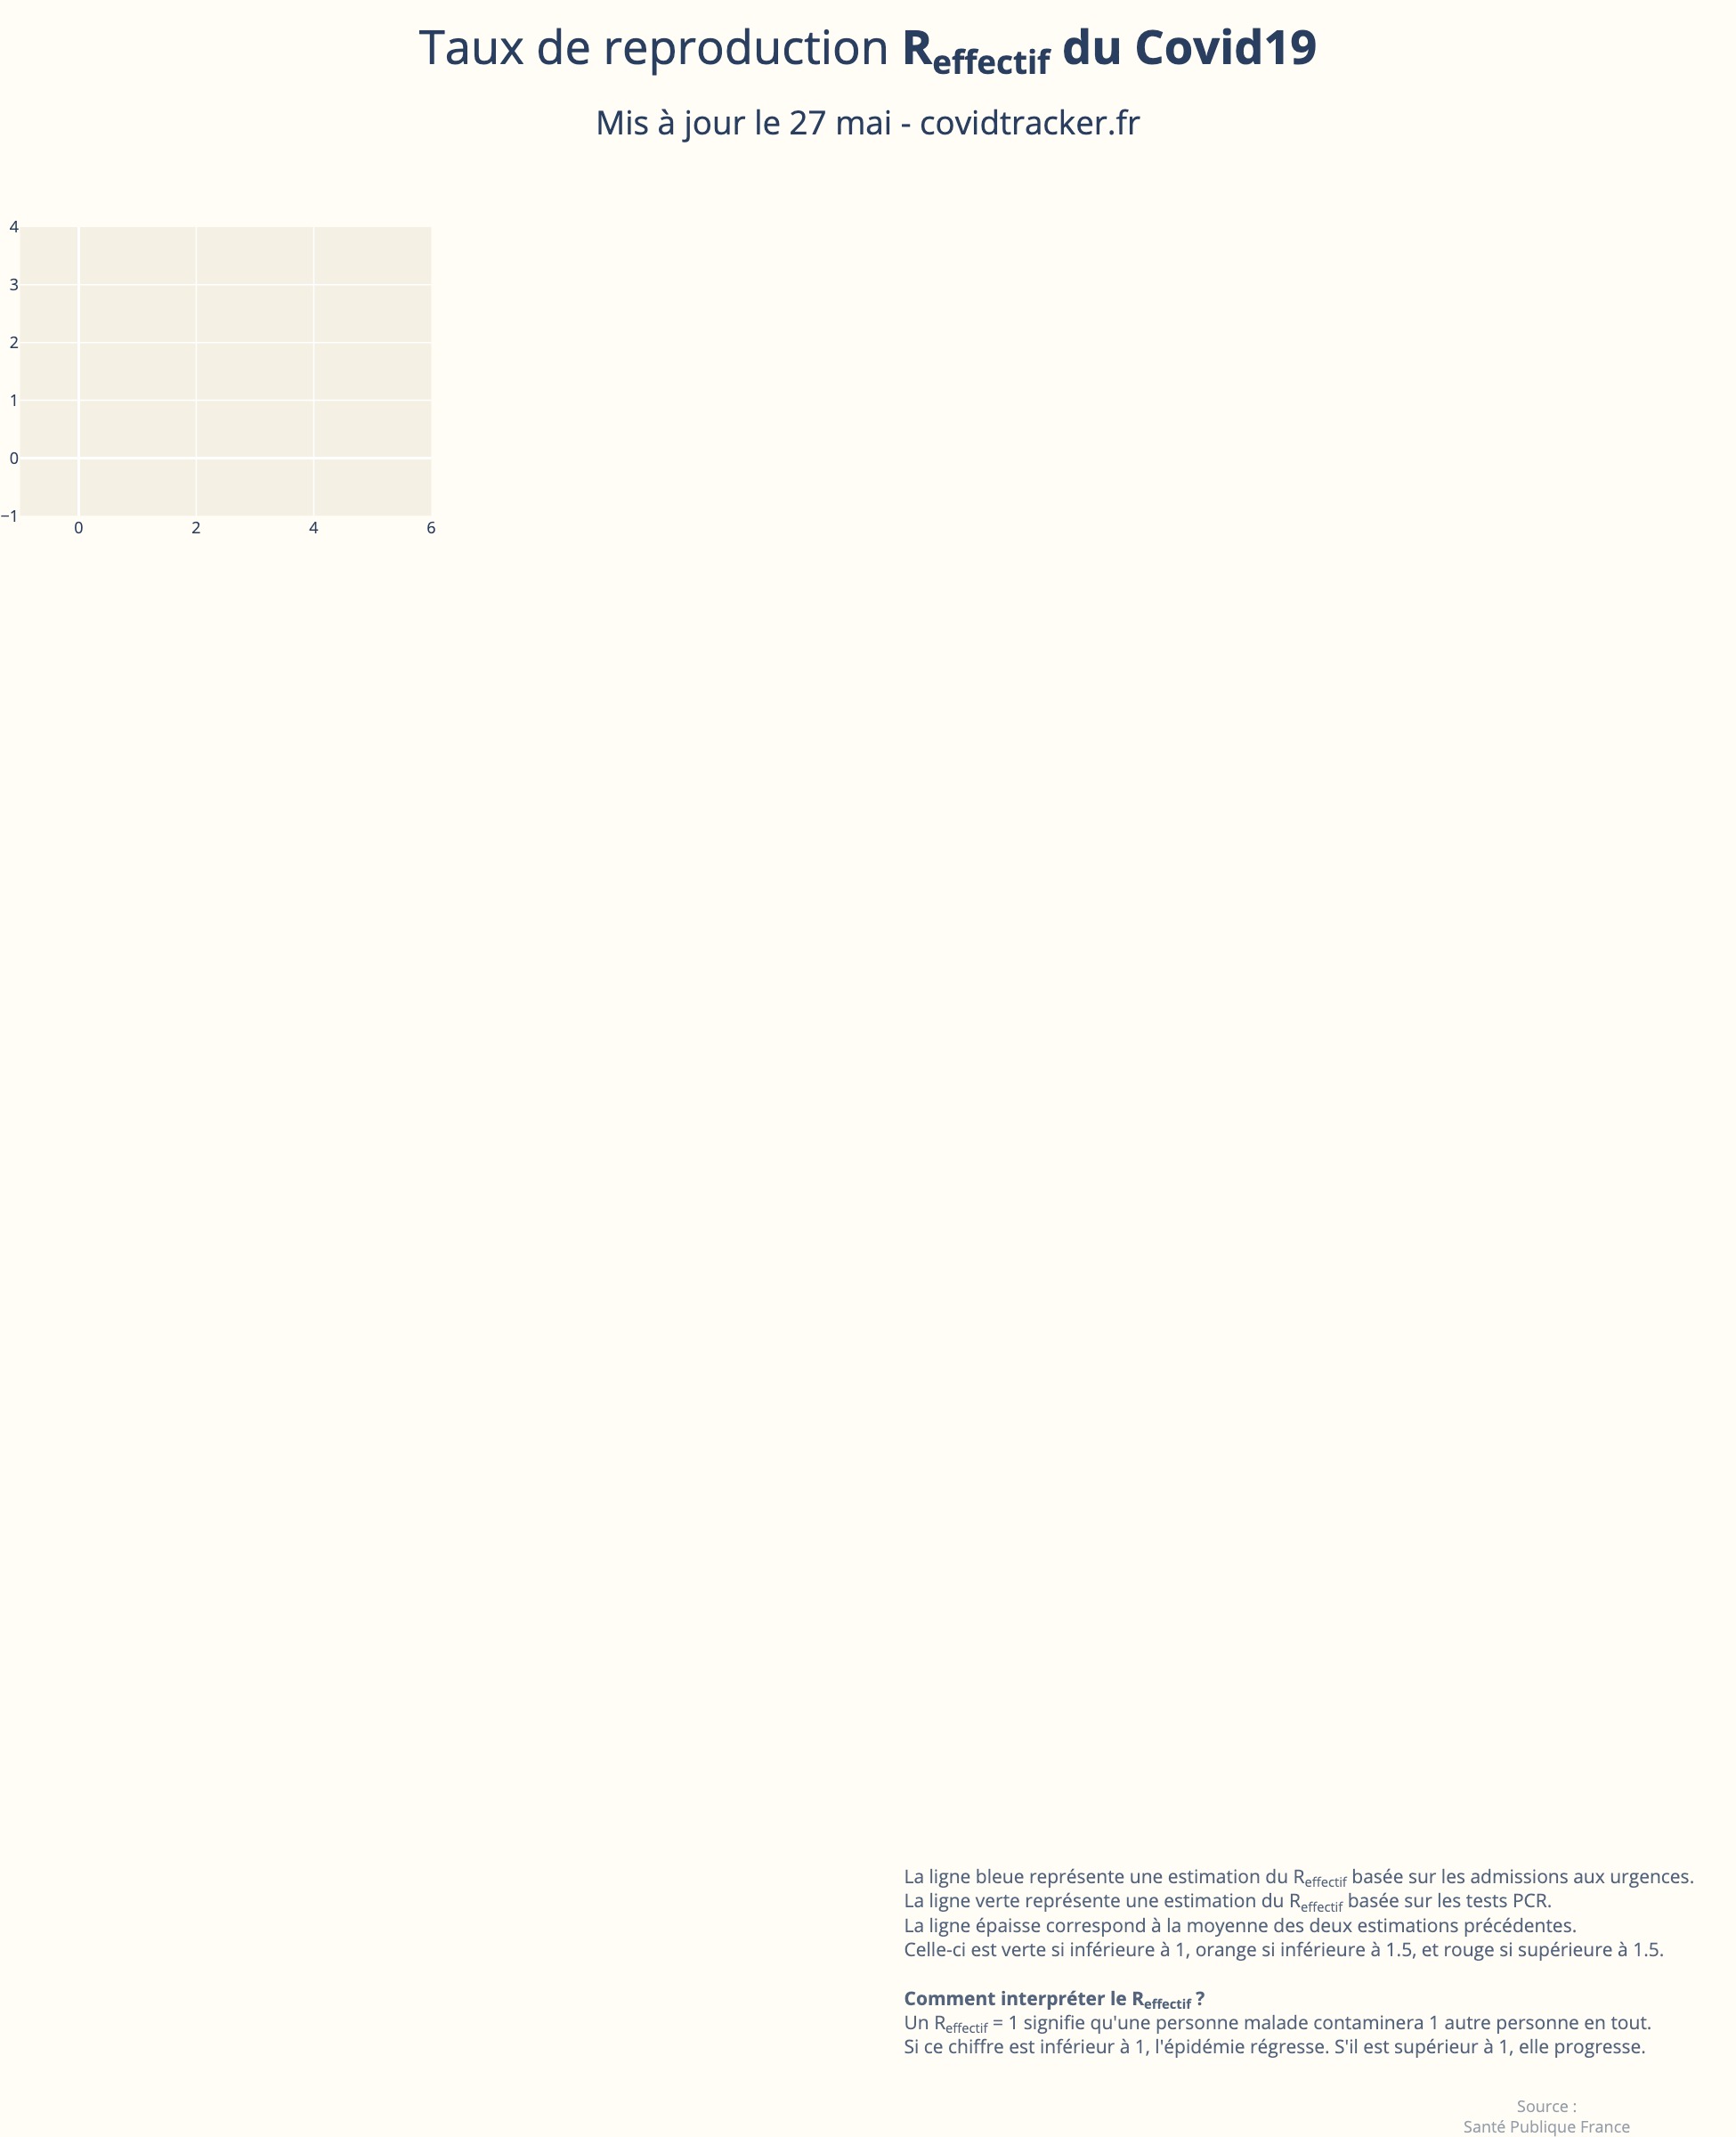 Taux de reproduction Reffectif du Covid19
Mis à jour le 27 mai - covidtracker.fr
4
3
2
1
0
−1
0 2 4 6
La ligne bleue représente une estimation du Reffectif basée sur les admissions aux urgences.
La ligne verte représente une estimation du Reffectif basée sur les tests PCR.
La ligne épaisse correspond à la moyenne des deux estimations précédentes.
Celle-ci est verte si inférieure à 1, orange si inférieure à 1.5, et rouge si supérieure à 1.5.
Comment interpréter le Reffectif ?
Un Reffectif = 1 signifie qu'une personne malade contaminera 1 autre personne en tout.
Si ce chiffre est inférieur à 1, l'épidémie régresse. S'il est supérieur à 1, elle progresse.
Source :
Santé Publique France